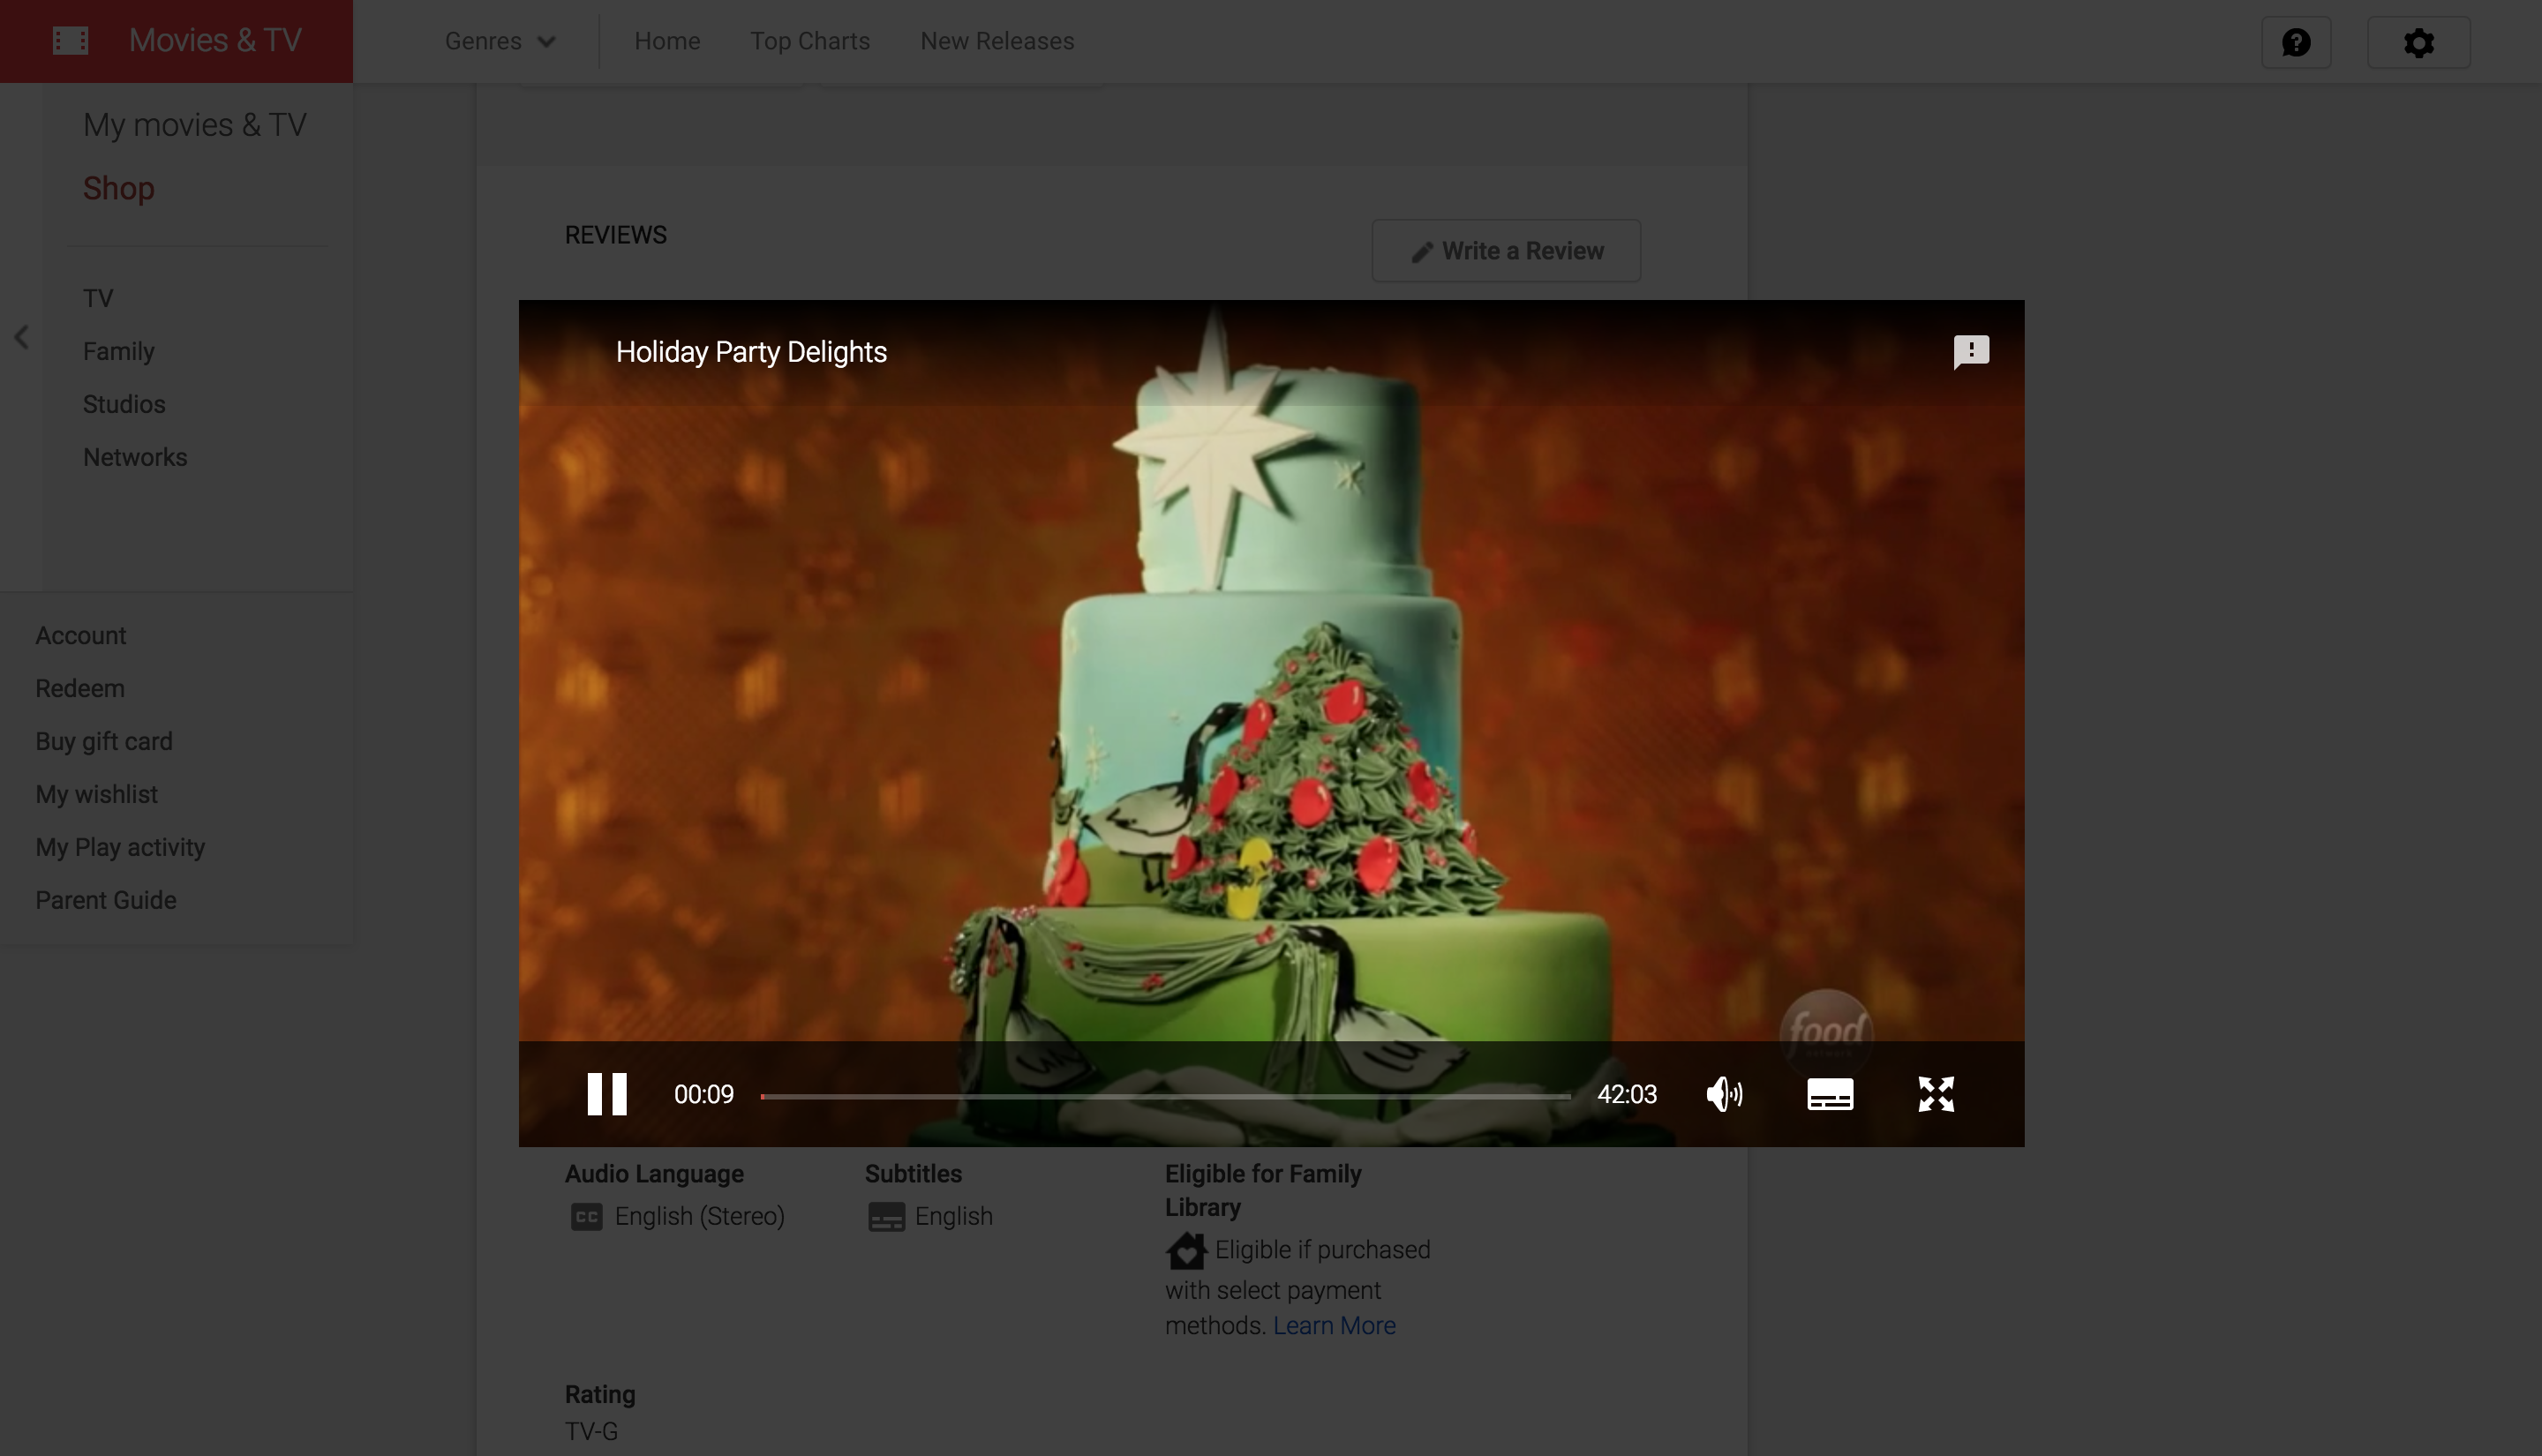 Movies & TV
Genres
Home
Top Charts
New Releases
My movies & TV
Shop
TV
Family
Studios
Networks
Account
Redeem
Buy gift card
My wishlist
My Play activity
Parent Guide
REVIEWS
Write a Review
Holiday Party Delights
food
00:09
42:03
Audio Language
CC English (Stereo)
Subtitles
English
Eligible for Family
Library
Eligible if purchased
with select payment
methods. Learn More
Rating
TV-G